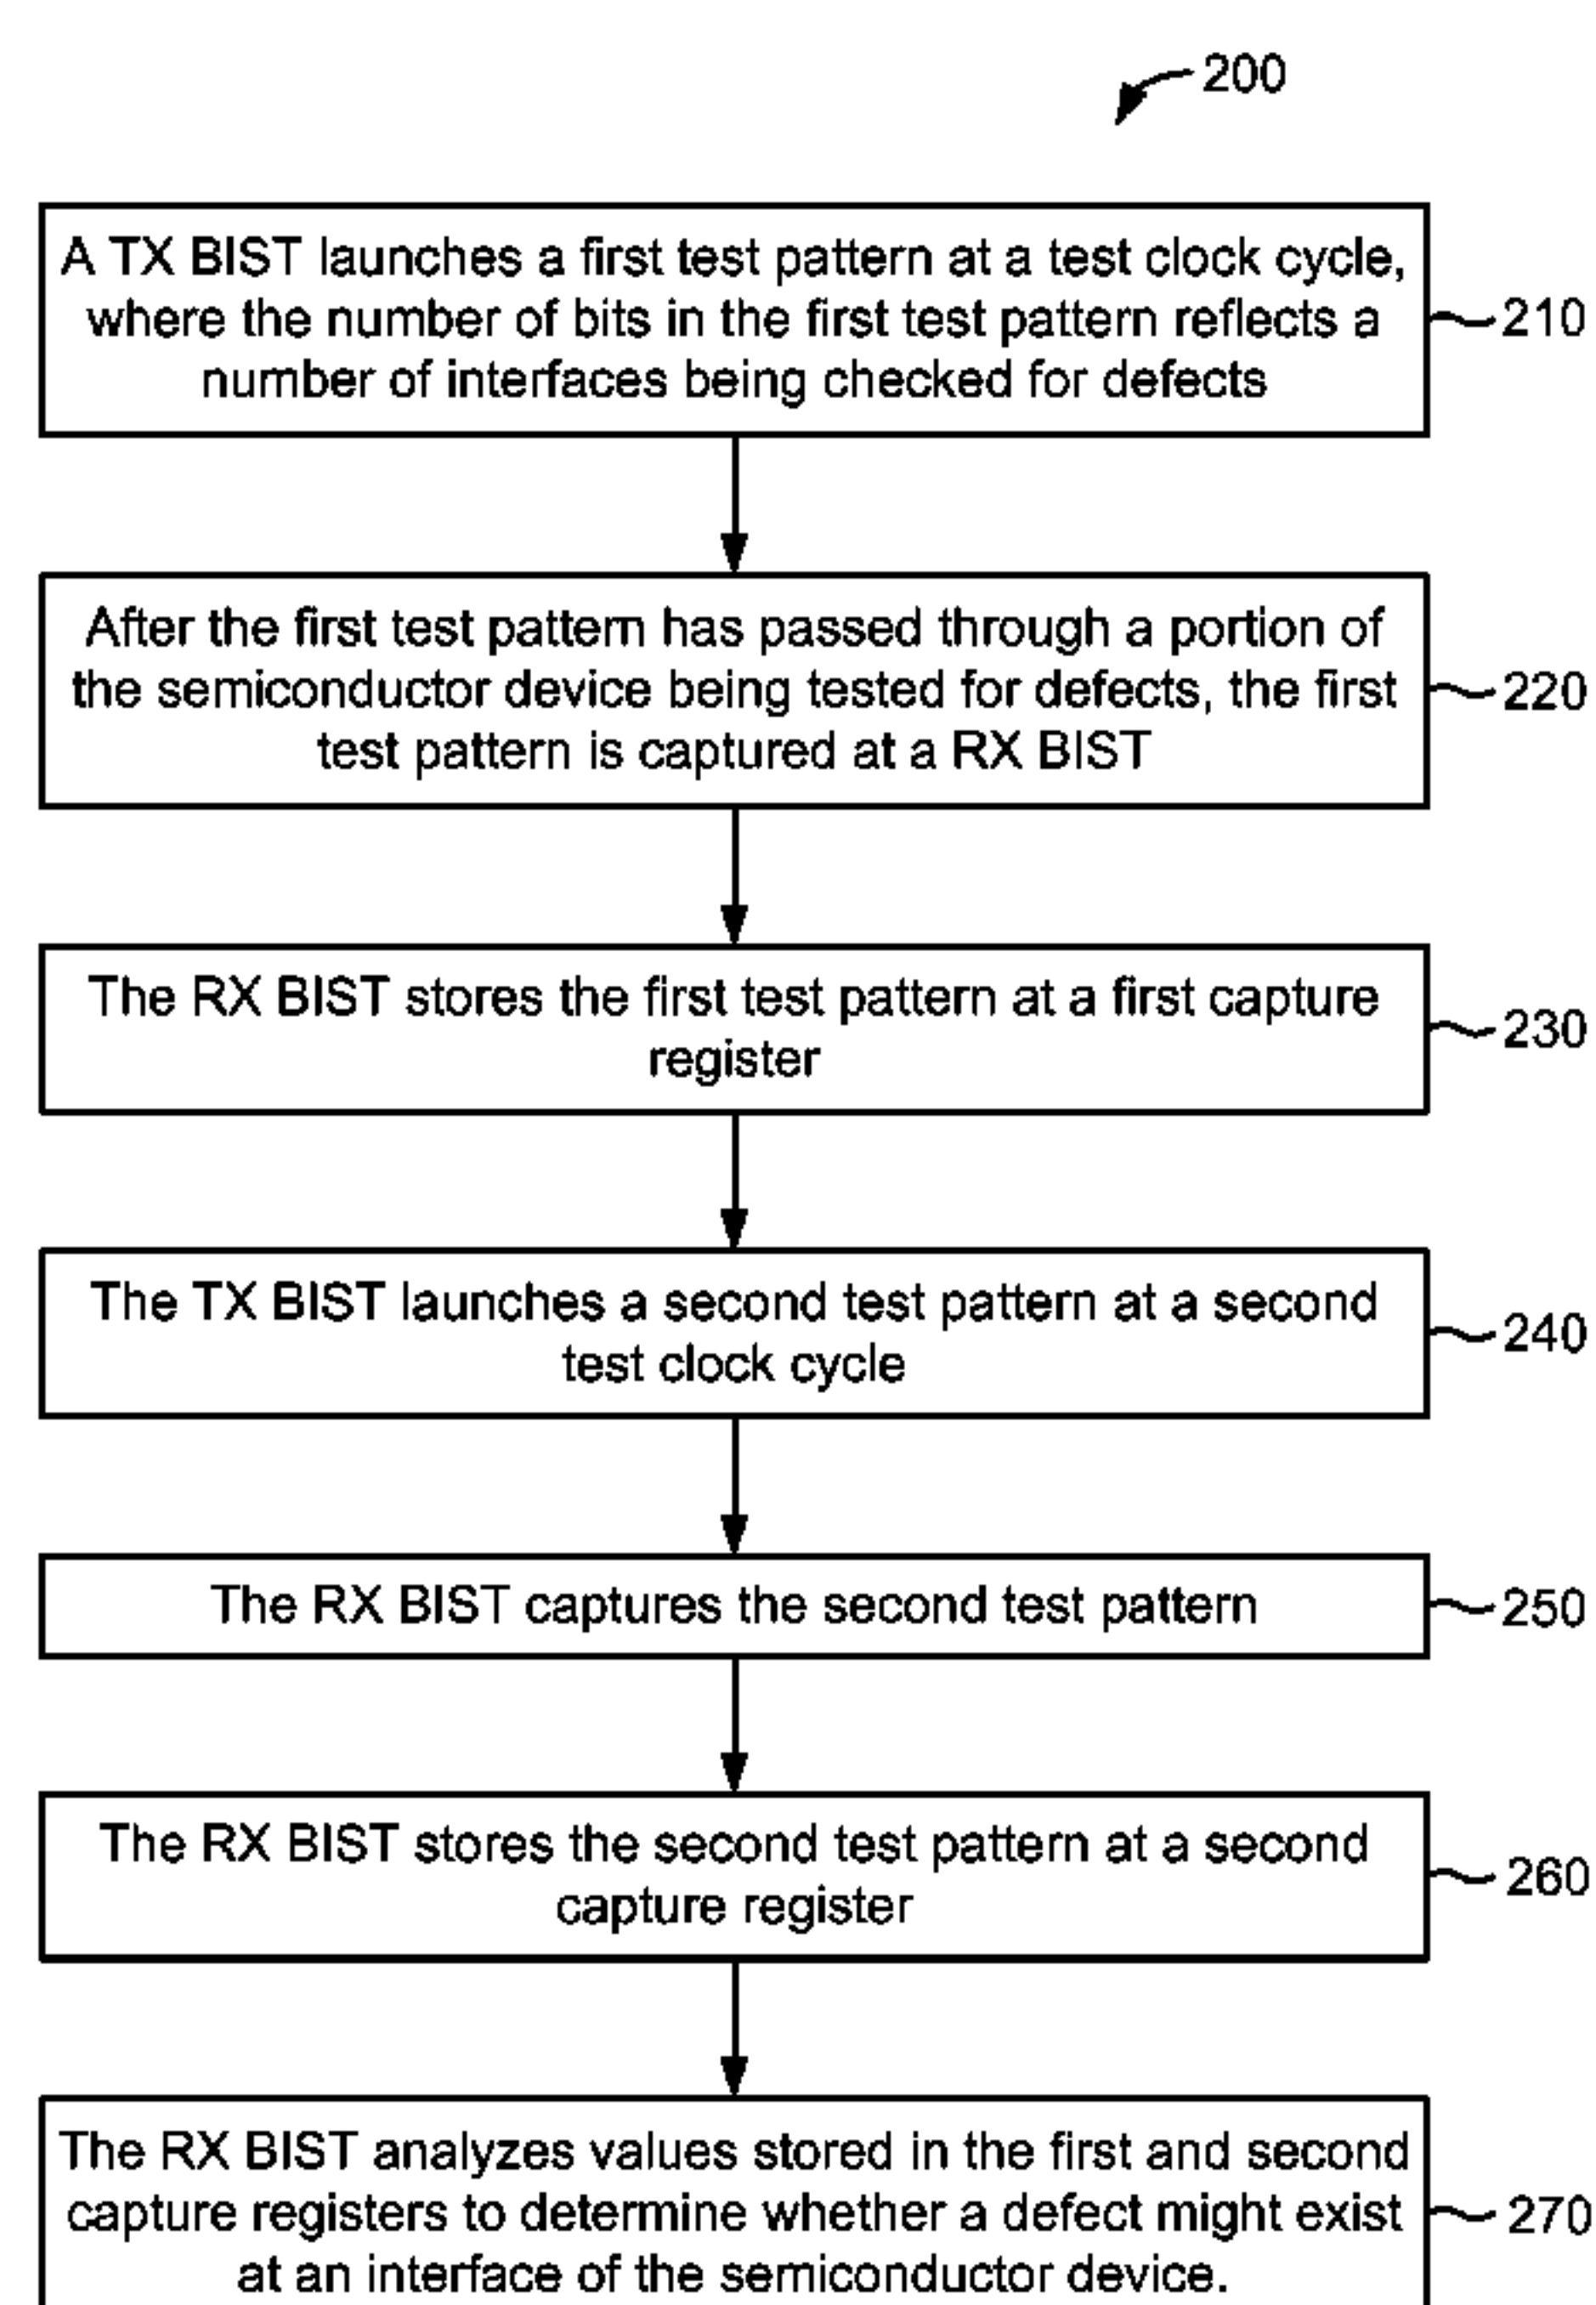 200
A TX BIST launches a first test pattern at a test clock cycle,
where the number of bits in the first test pattern reflects a
number of interfaces being checked for defects
210
After the first test pattern has passed through a portion of
the semiconductor device being tested for defects, the first
test pattern is captured at a RX BIST
220
The RX BIST stores the first test pattern at a first capture
register
230
The TX BIST launches a second test pattern at a second
test clock cycle
240
The RX BIST captures the second test pattern
250
The RX BIST stores the second test pattern at a second
capture register
260
The RX BIST analyzes values stored in the first and second
capture registers to determine whether a defect might exist
at an interface of the semiconductor device.
270